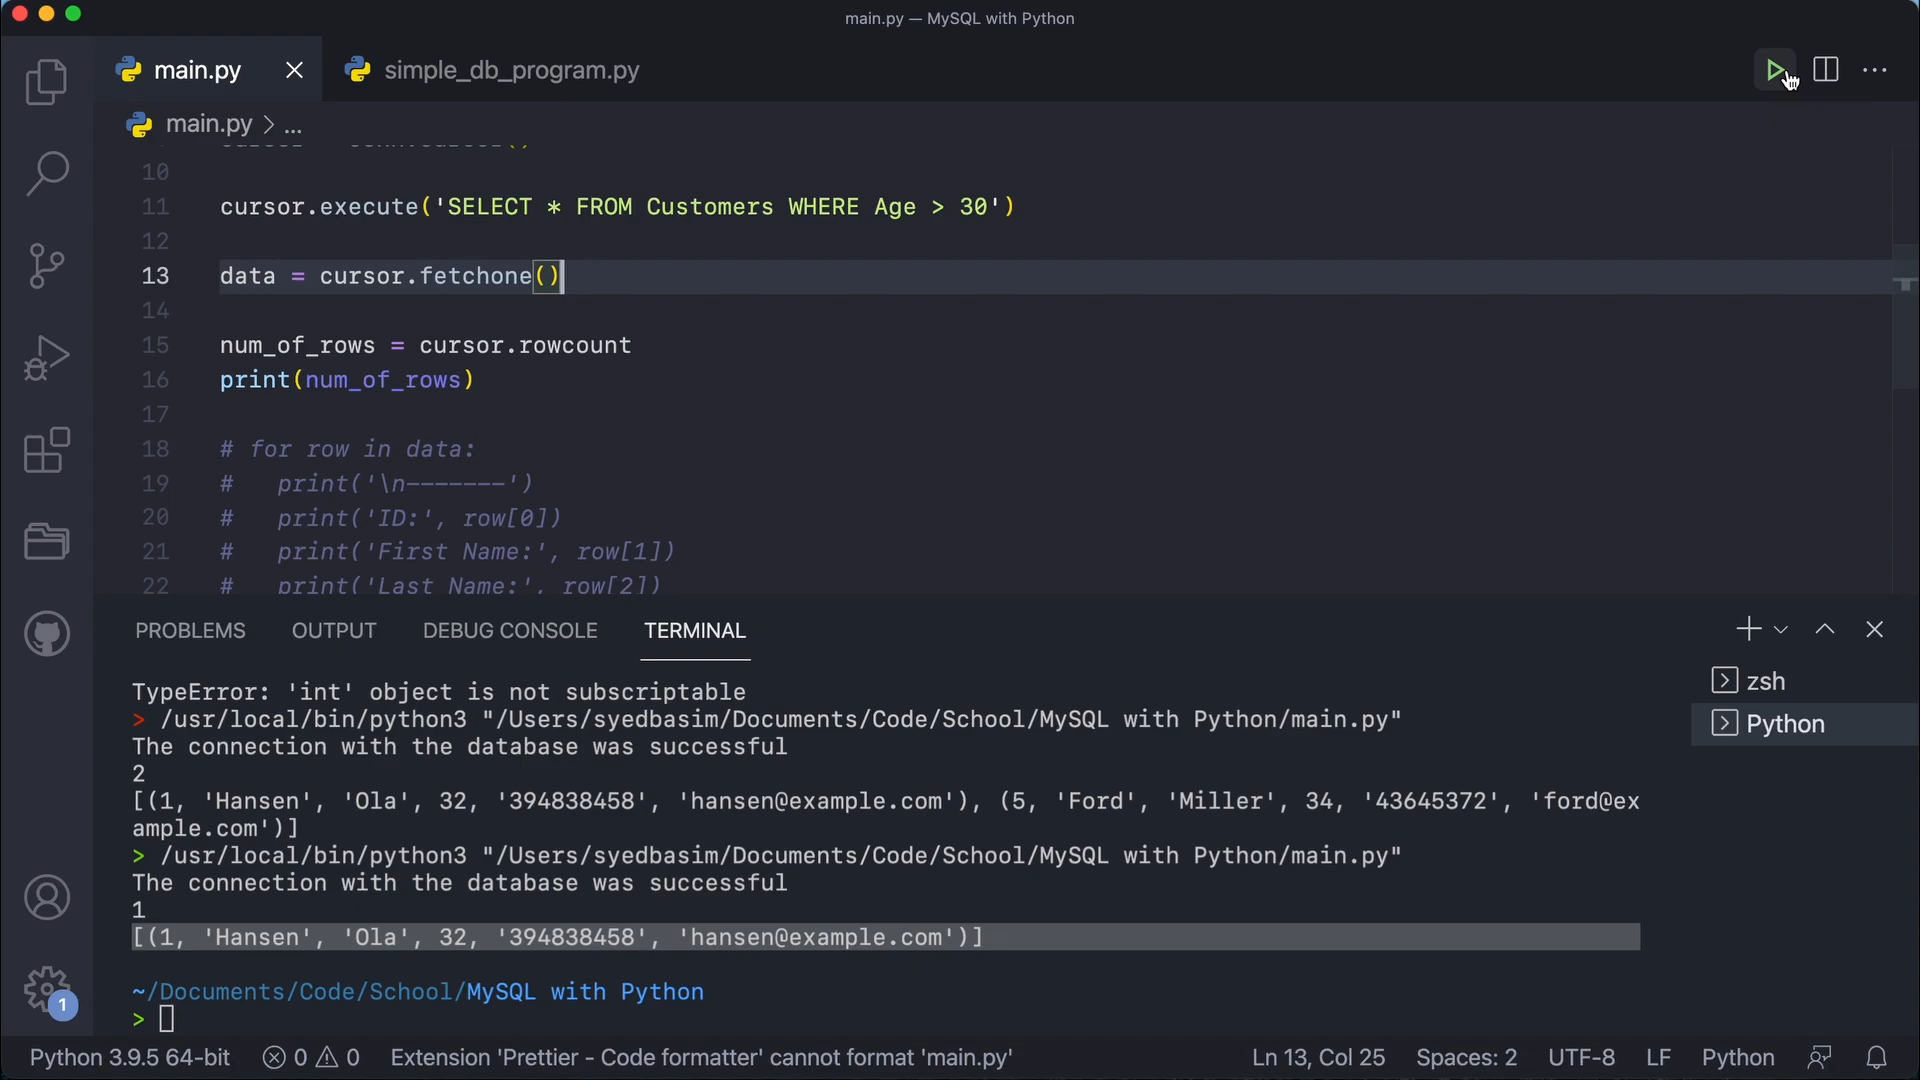 main.py — MySQL with Python
main.py
simple_db_program.py
main.py > ...
10
11 cursor.execute('SELECT * FROM Customers WHERE Age > 30')
12
13 data = cursor.fetchone()
14
15 num_of_rows = cursor.rowcount
16 print(num_of_rows)
17
18 # for row in data:
19 #   print('\n-------')
20 #   print('ID:', row[0])
21 #   print('First Name:', row[1])
22 #   print('Last Name:', row[2])
PROBLEMS OUTPUT DEBUG CONSOLE TERMINAL
TypeError: 'int' object is not subscriptable
> /usr/local/bin/python3 "/Users/syedbasim/Documents/Code/School/MySQL with Python/main.py"
The connection with the database was successful
2
[(1, 'Hansen', 'Ola', 32, '394838458', 'hansen@example.com'), (5, 'Ford', 'Miller', 34, '43645372', 'ford@ex
ample.com')]
> /usr/local/bin/python3 "/Users/syedbasim/Documents/Code/School/MySQL with Python/main.py"
The connection with the database was successful
1
[(1, 'Hansen', 'Ola', 32, '394838458', 'hansen@example.com')]
~/Documents/Code/School/MySQL with Python
>
zsh
Python
1
Python 3.9.5 64-bit 0 0 Extension 'Prettier - Code formatter' cannot format 'main.py' Ln 13, Col 25 Spaces: 2 UTF-8 LF Python